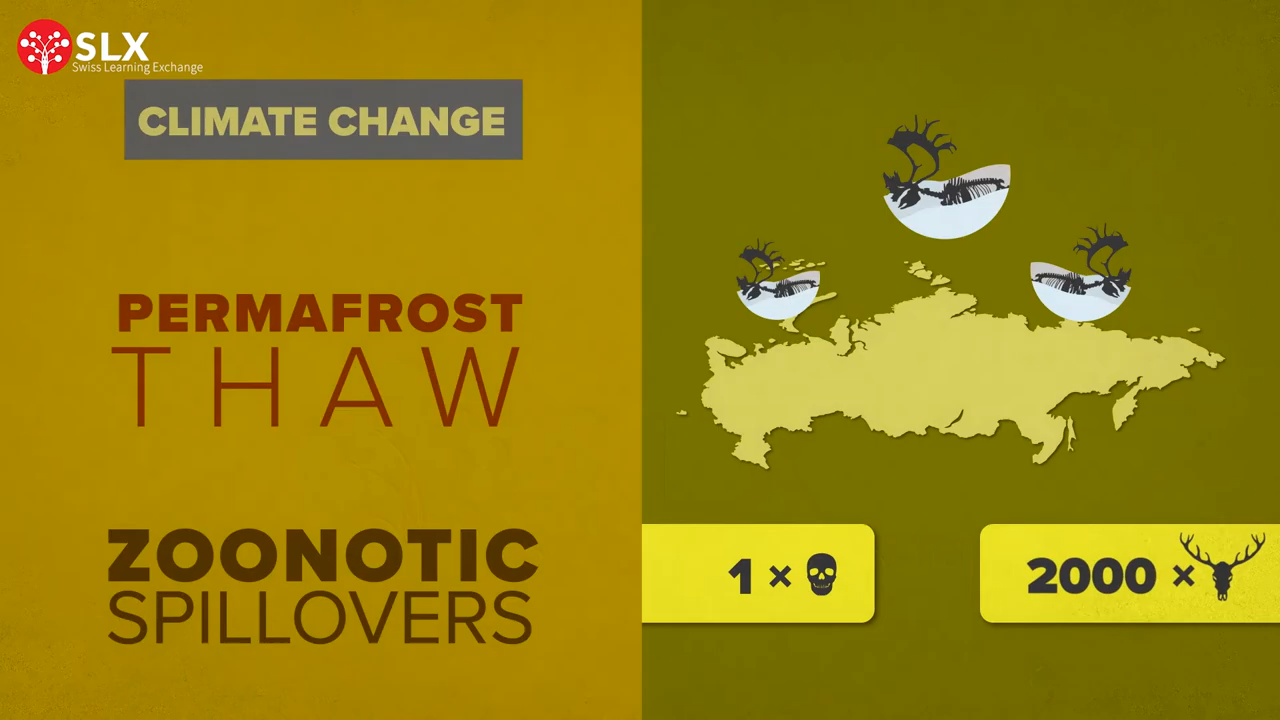 SLX
Swiss Learning Exchange
CLIMATE CHANGE
PERMAFROST
THAW
ZOONOTIC
SPILLOVERS
1 ×
2000 ×